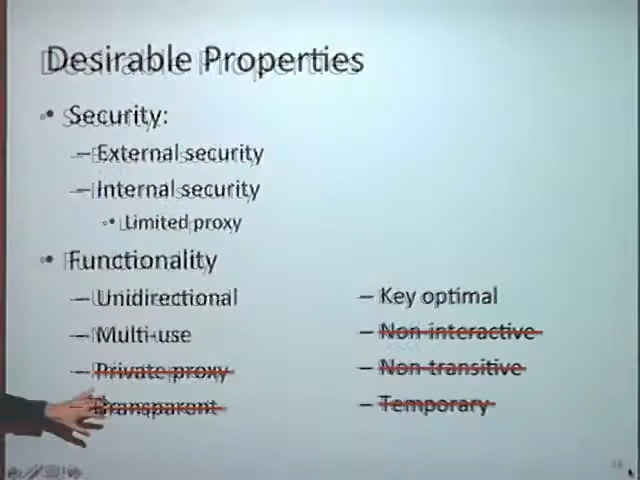 Desirable Properties
• Security:
– External security
– Internal security
• Limited proxy
• Functionality
– Unidirectional
– Multi-use
– Private proxy
– Transparent
– Key optimal
– Non-interactive
– Non-transitive
– Temporary